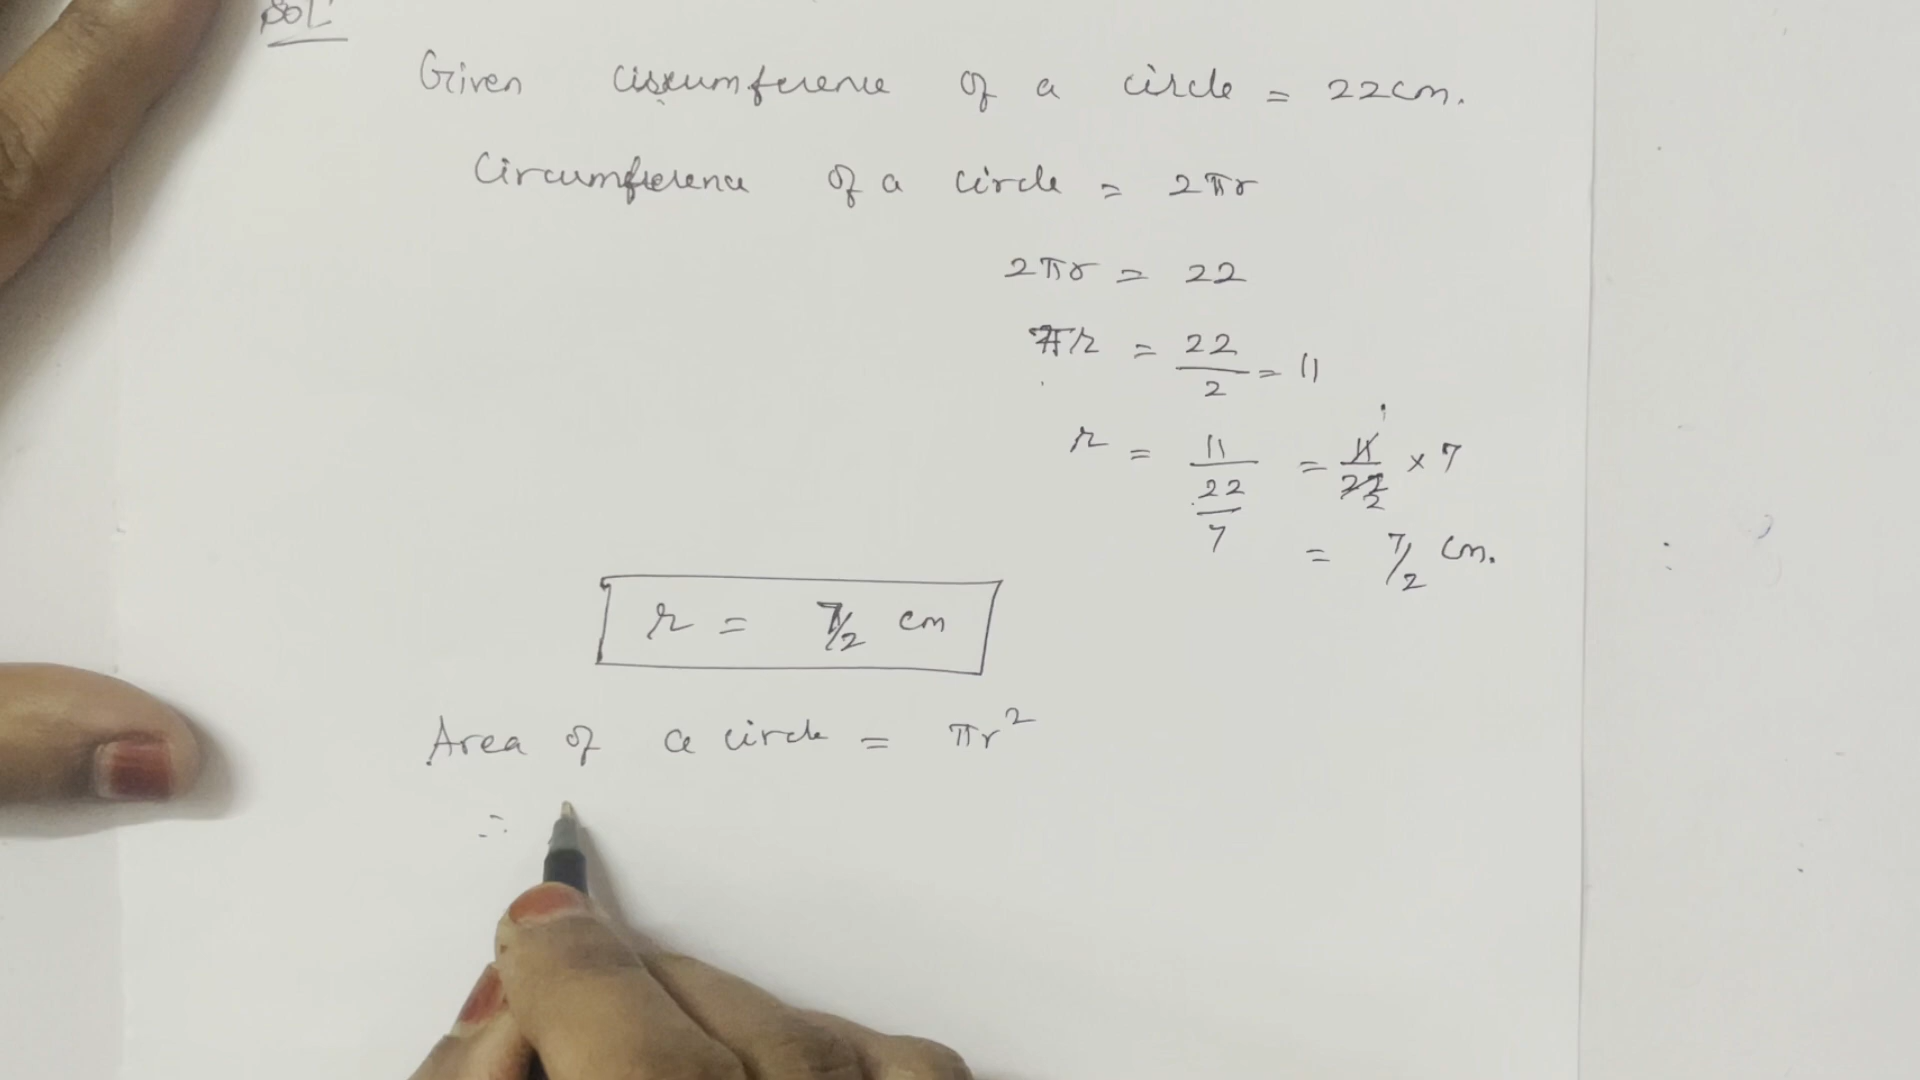 Sol:
Given circumference of a circle = 22cm.
Circumference of a circle = 2πr
2πr = 22
πr = 22/2 = 11
r = 11/(22/7) = 11/22 × 7
= 7/2 cm.
r = 7/2 cm
Area of a circle = πr²
∴